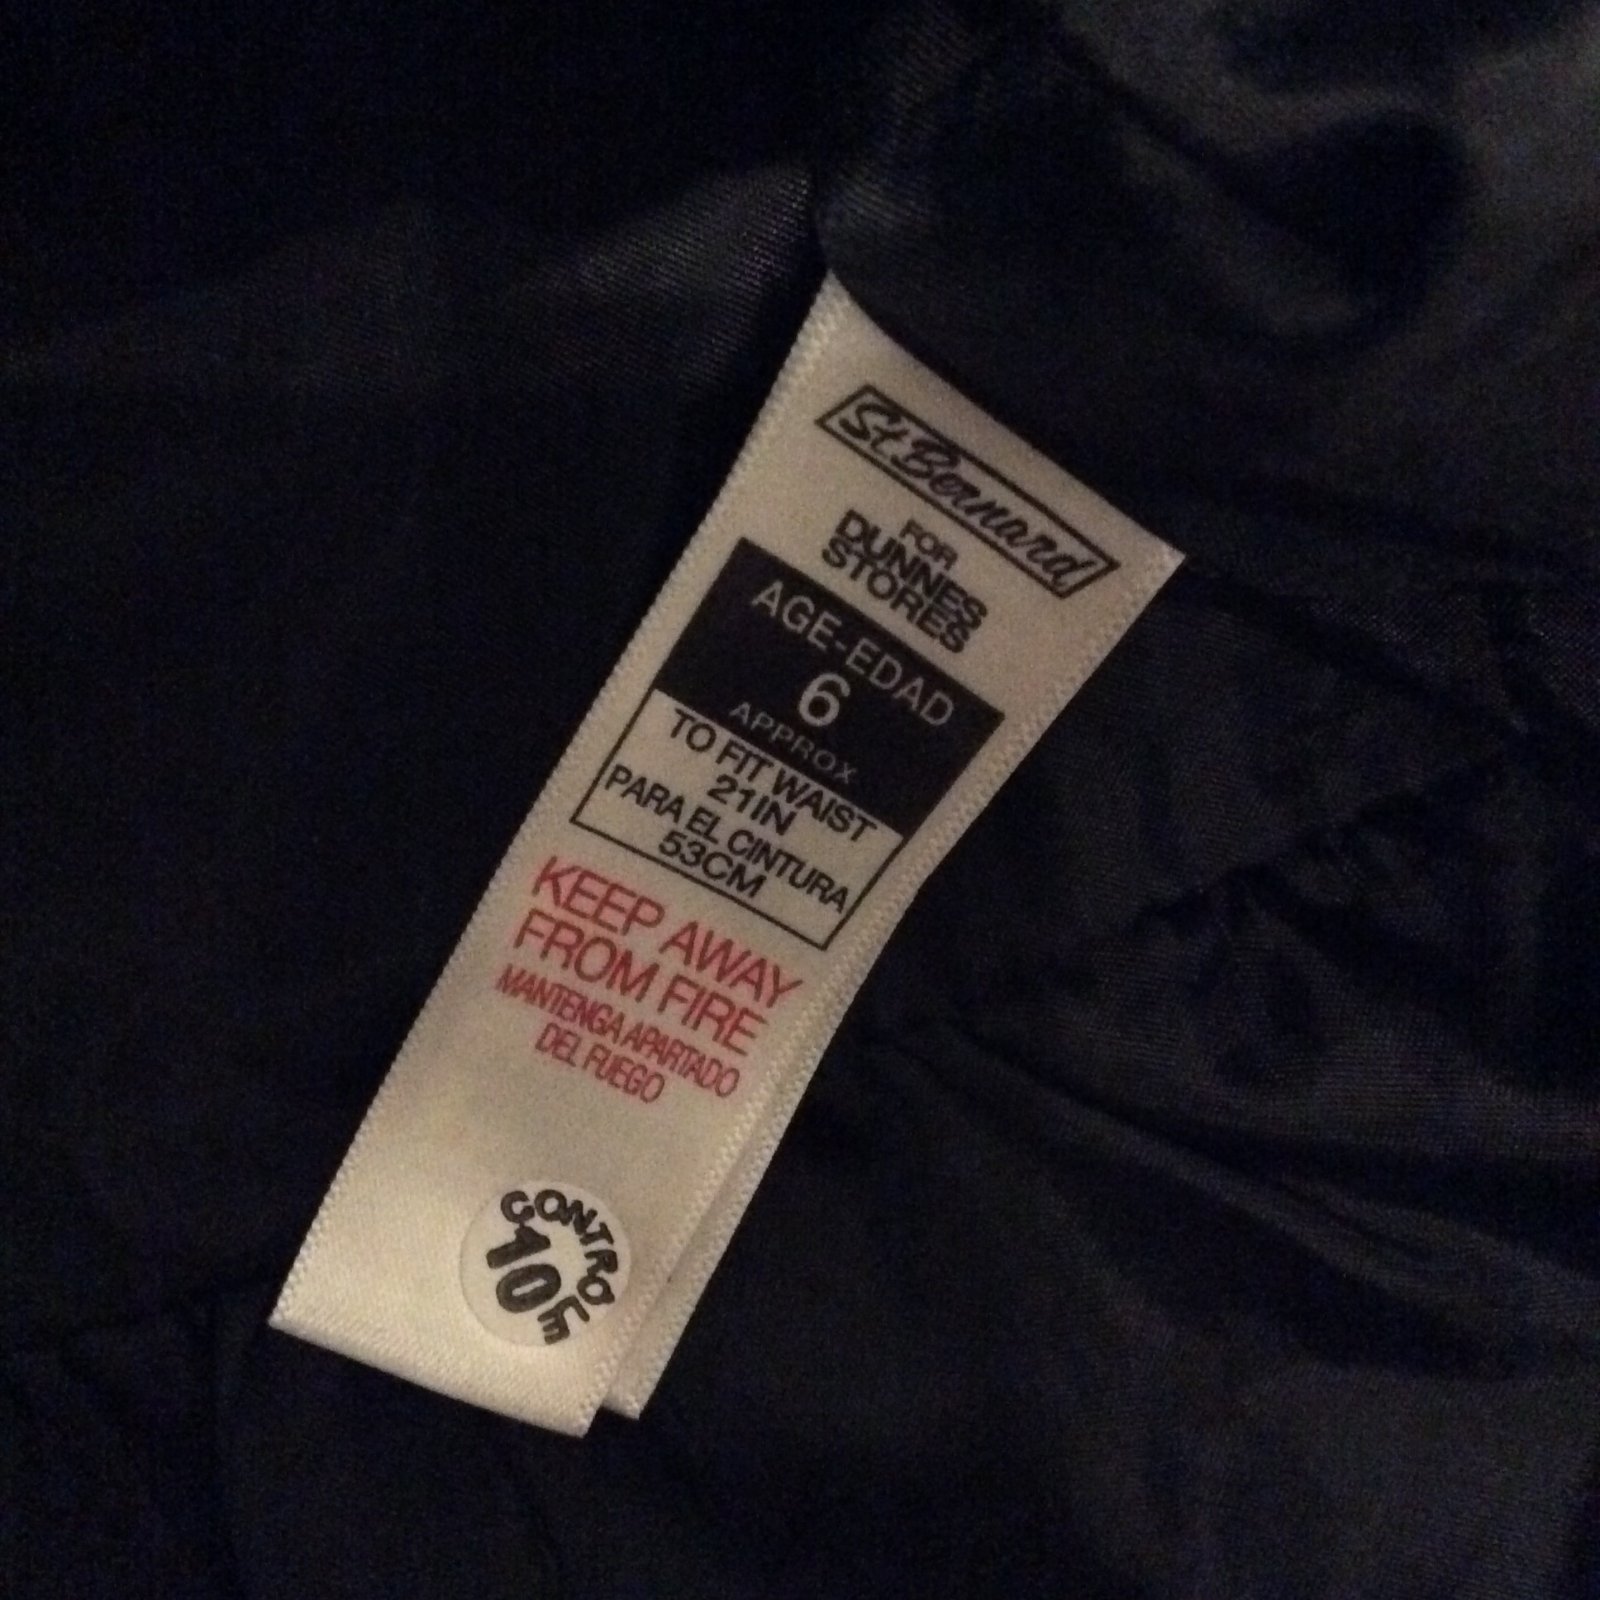 St Bernard
FOR
DUNNES
STORES
AGE-EDAD
6
APPROX
TO FIT WAIST
21IN
PARA EL CINTURA
53CM
KEEP AWAY
FROM FIRE
MANTENGA APARTADO
DEL FUEGO
CONTROL
10
E